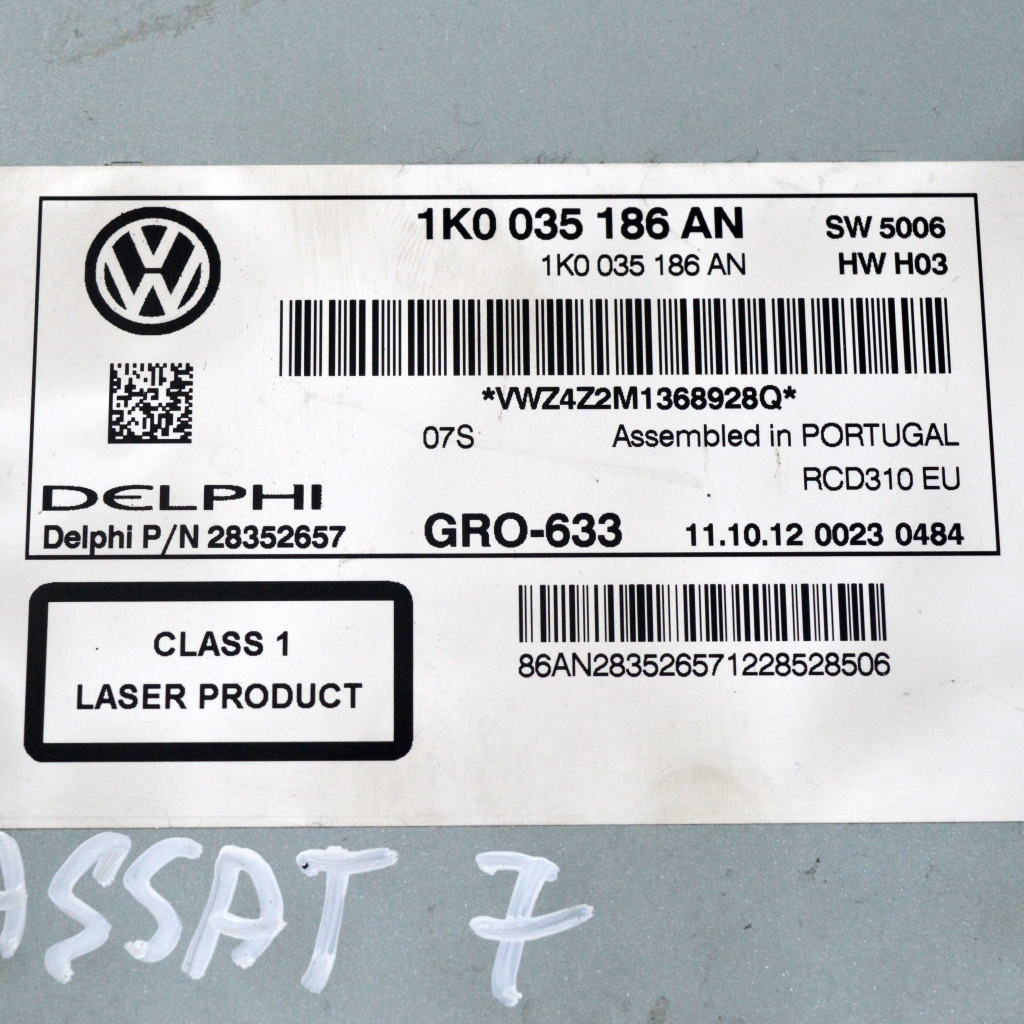 1K0 035 186 AN SW 5006
1K0 035 186 AN HW H03
*VWZ4Z2M1368928Q*
07S Assembled in PORTUGAL
RCD310 EU
DELPHI
Delphi P/N 28352657 GRO-633 11.10.12 0023 0484
CLASS 1
LASER PRODUCT
86AN283526571228528506
ASSAT 7